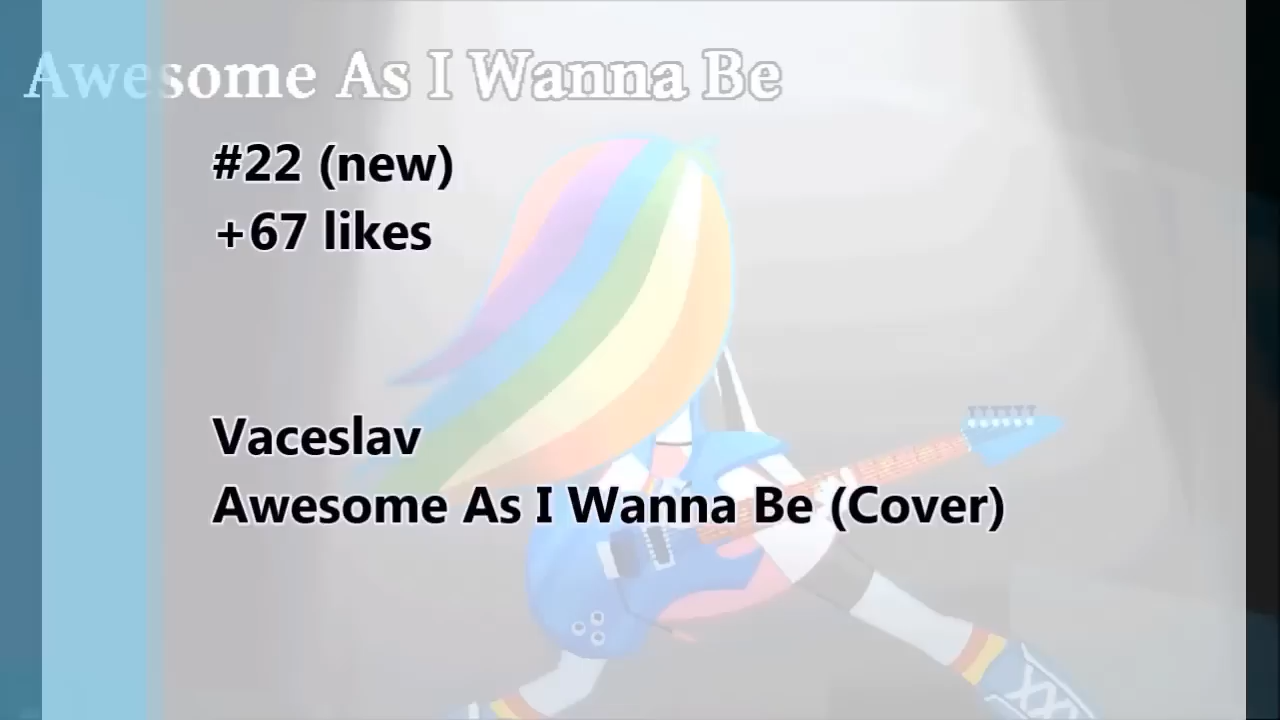 Awesome As I Wanna Be
#22 (new)
+67 likes
Vaceslav
Awesome As I Wanna Be (Cover)